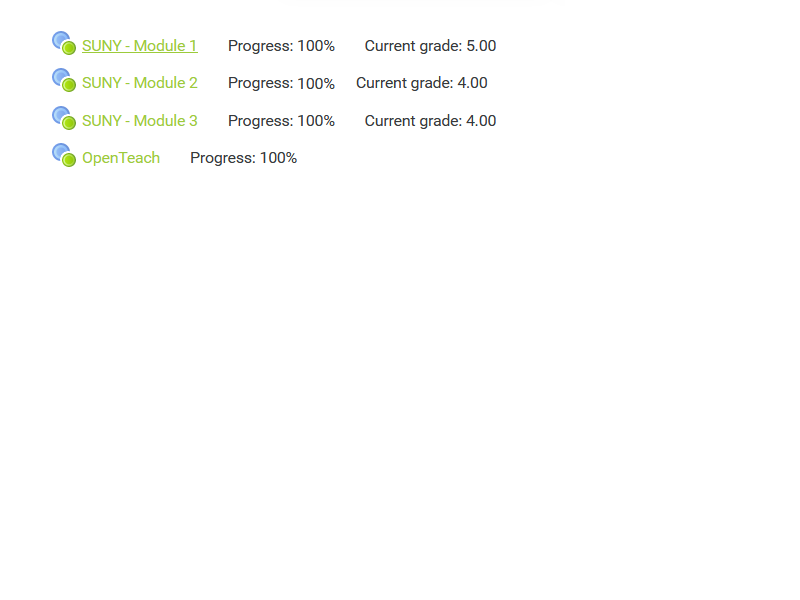 SUNY - Module 1 Progress: 100% Current grade: 5.00
SUNY - Module 2 Progress: 100% Current grade: 4.00
SUNY - Module 3 Progress: 100% Current grade: 4.00
OpenTeach Progress: 100%